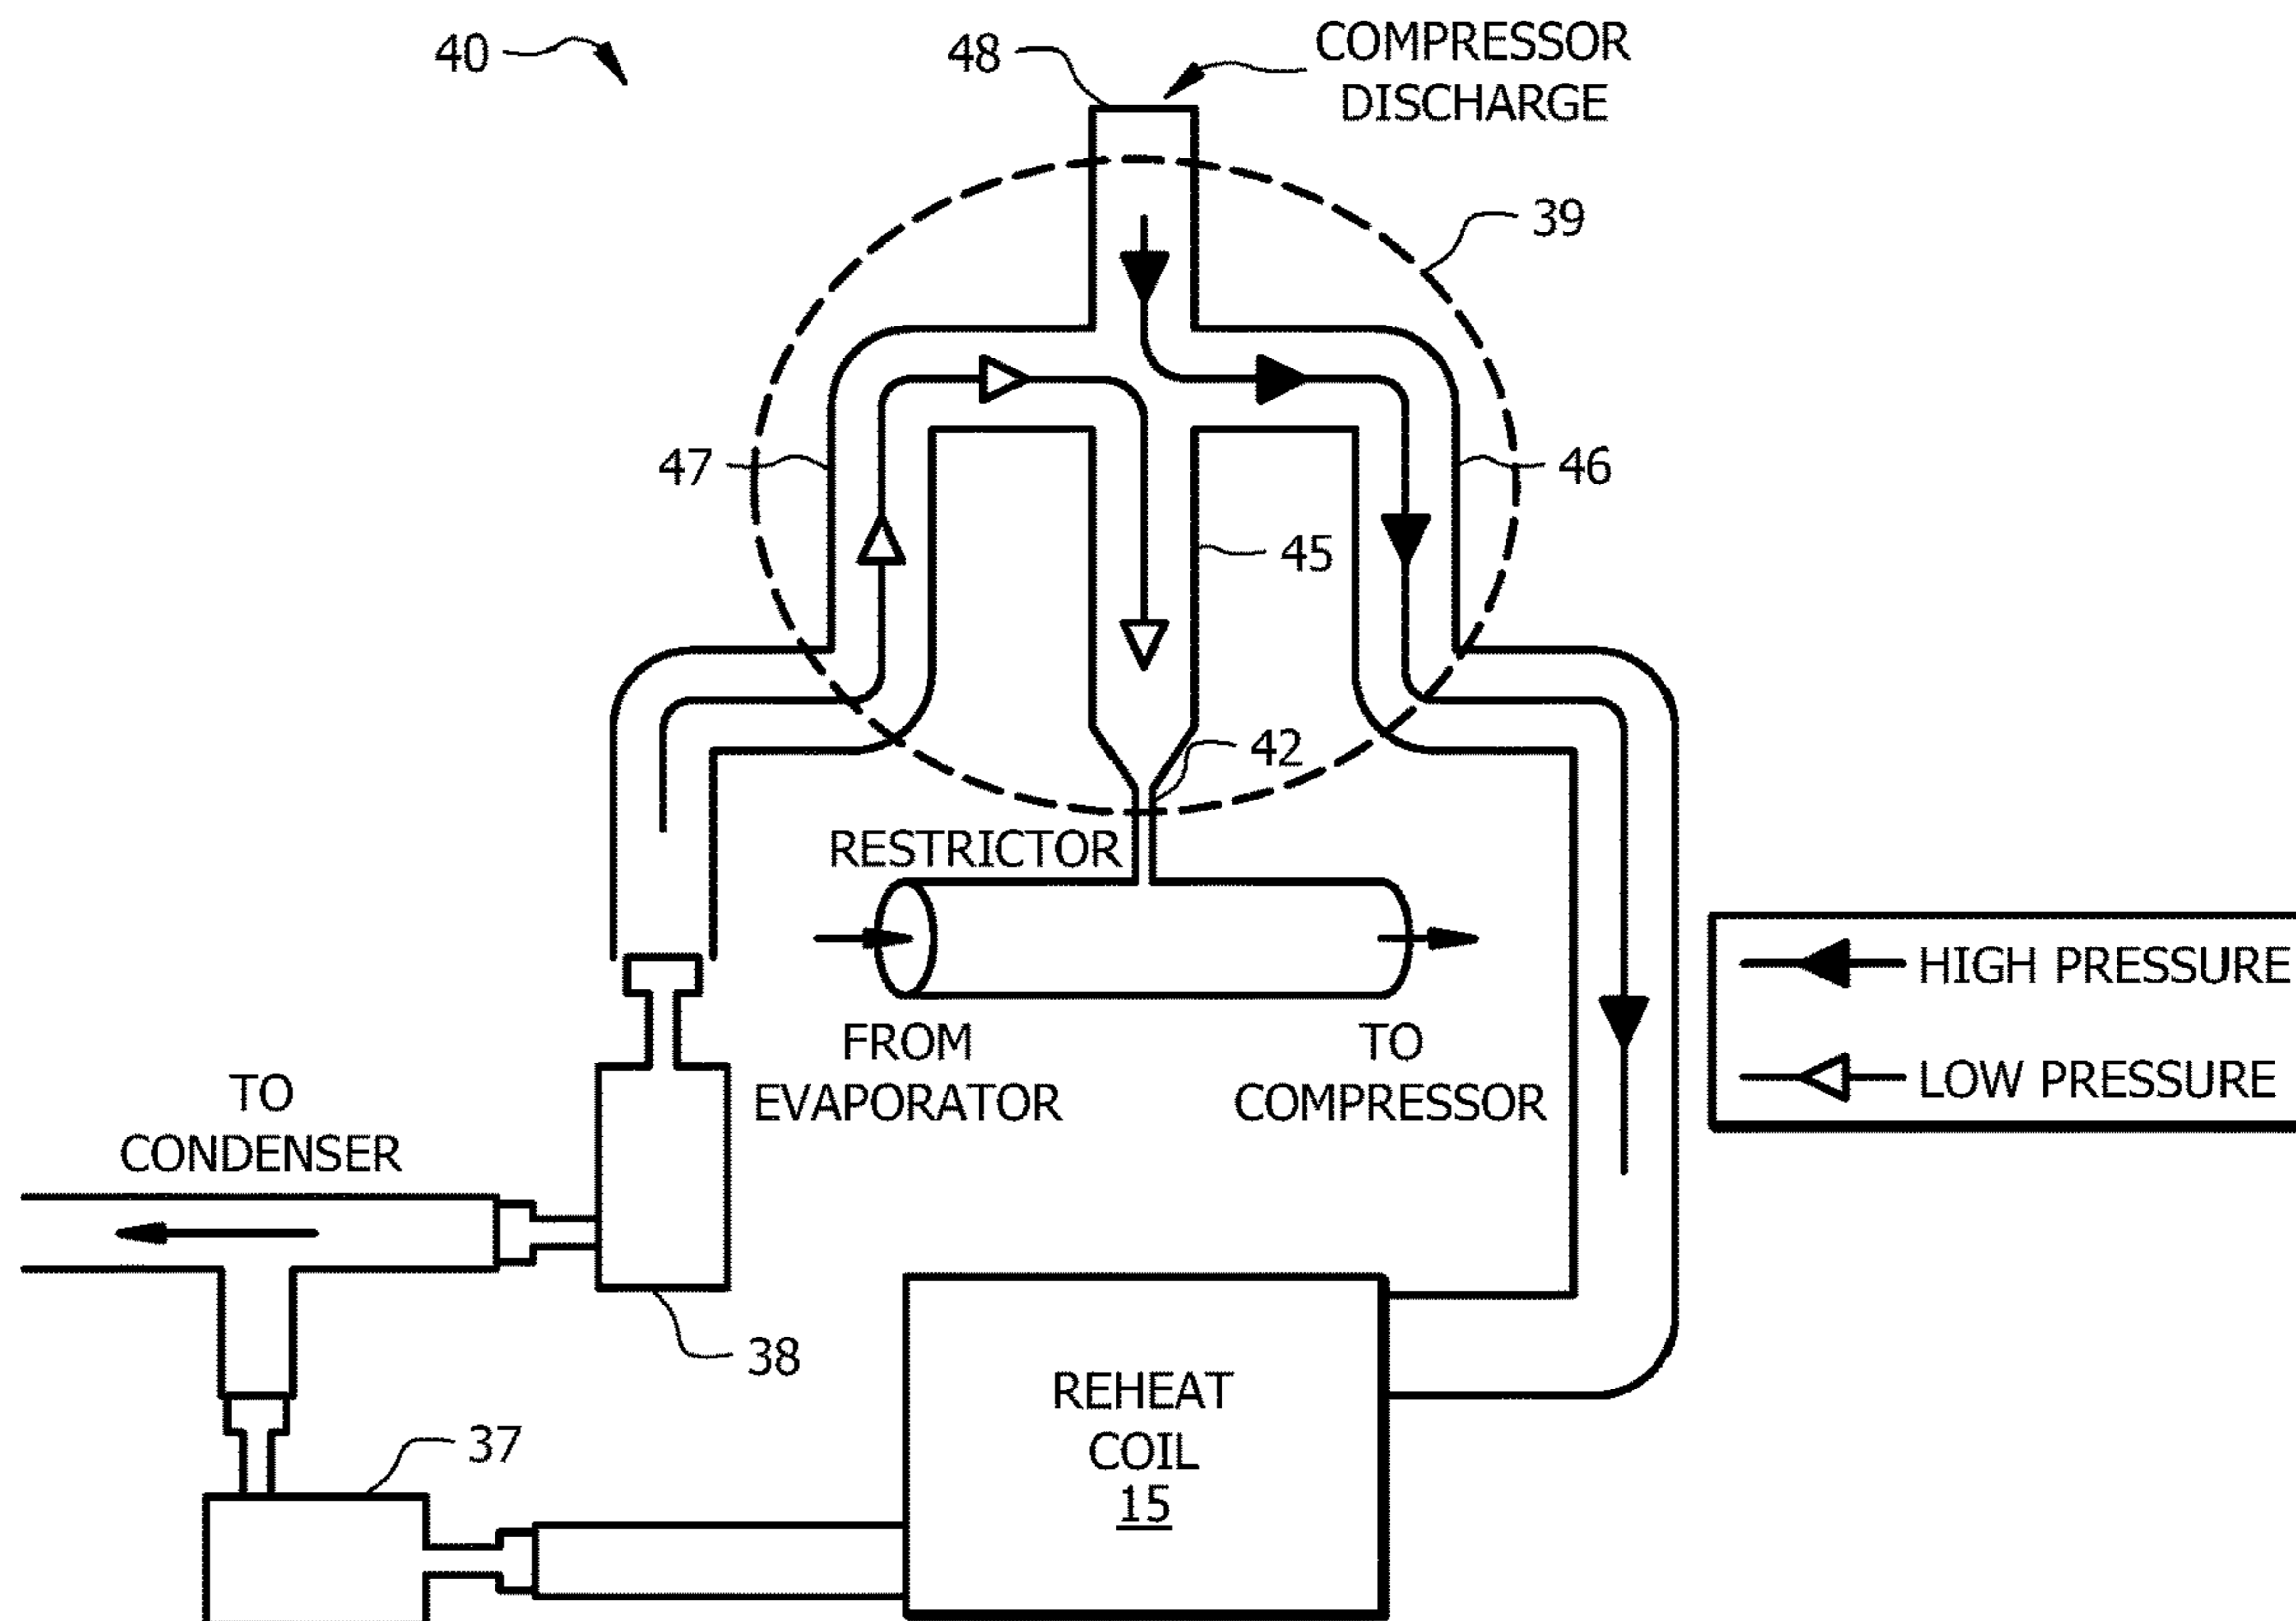 40
48
COMPRESSOR
DISCHARGE
39
47
46
45
42
RESTRICTOR
FROM
EVAPORATOR
TO
COMPRESSOR
HIGH PRESSURE
LOW PRESSURE
TO
CONDENSER
38
37
REHEAT
COIL
15